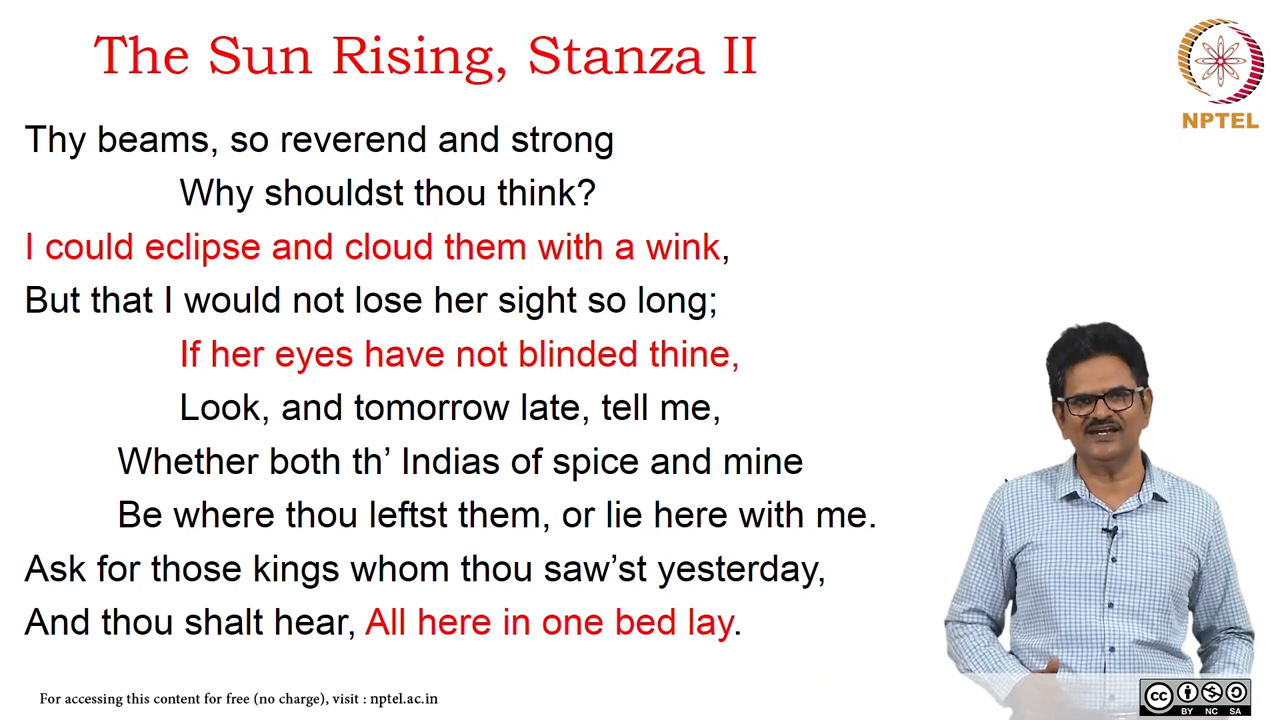 The Sun Rising, Stanza II
NPTEL
Thy beams, so reverend and strong
Why shouldst thou think?
I could eclipse and cloud them with a wink,
But that I would not lose her sight so long;
If her eyes have not blinded thine,
Look, and tomorrow late, tell me,
Whether both th’ Indias of spice and mine
Be where thou leftst them, or lie here with me.
Ask for those kings whom thou saw’st yesterday,
And thou shalt hear, All here in one bed lay.
For accessing this content for free (no charge), visit : nptel.ac.in
cc
BY NC SA